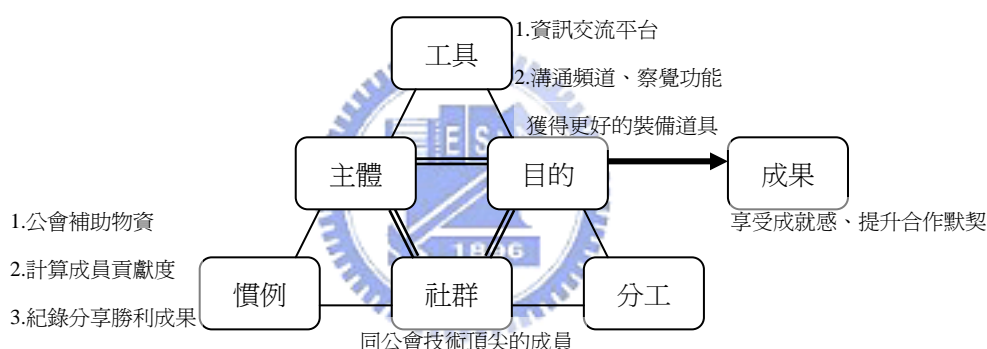 工具
1.資訊交流平台
2.溝通頻道、察覺功能
獲得更好的裝備道具
主體
目的
成果
享受成就感、提升合作默契
1.公會補助物資
2.計算成員貢獻度
3.紀錄分享勝利成果
慣例
社群
分工
同公會技術頂尖的成員
E S
1896